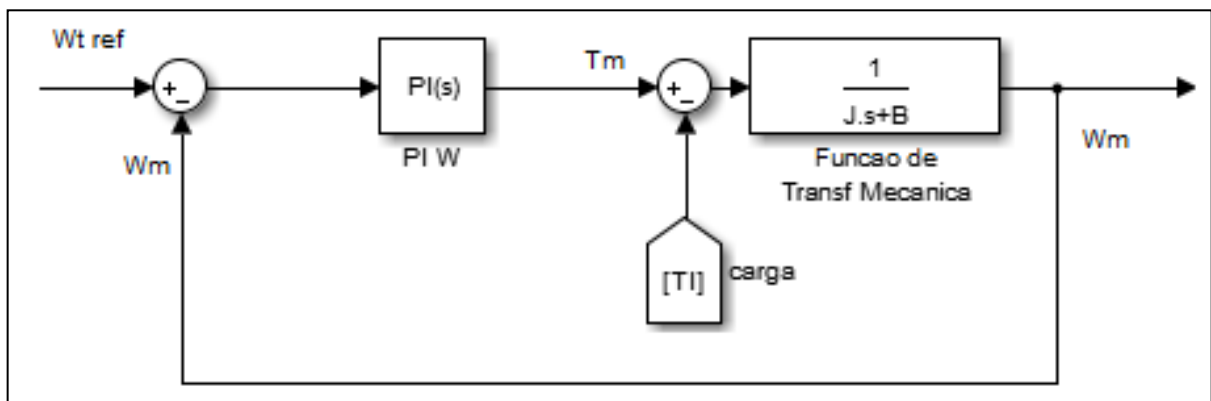 Wt ref
+
-
Wm
PI(s)
PI W
Tm
+
-
[Tl]
carga
1
J.s+B
Funcao de
Transf Mecanica
Wm